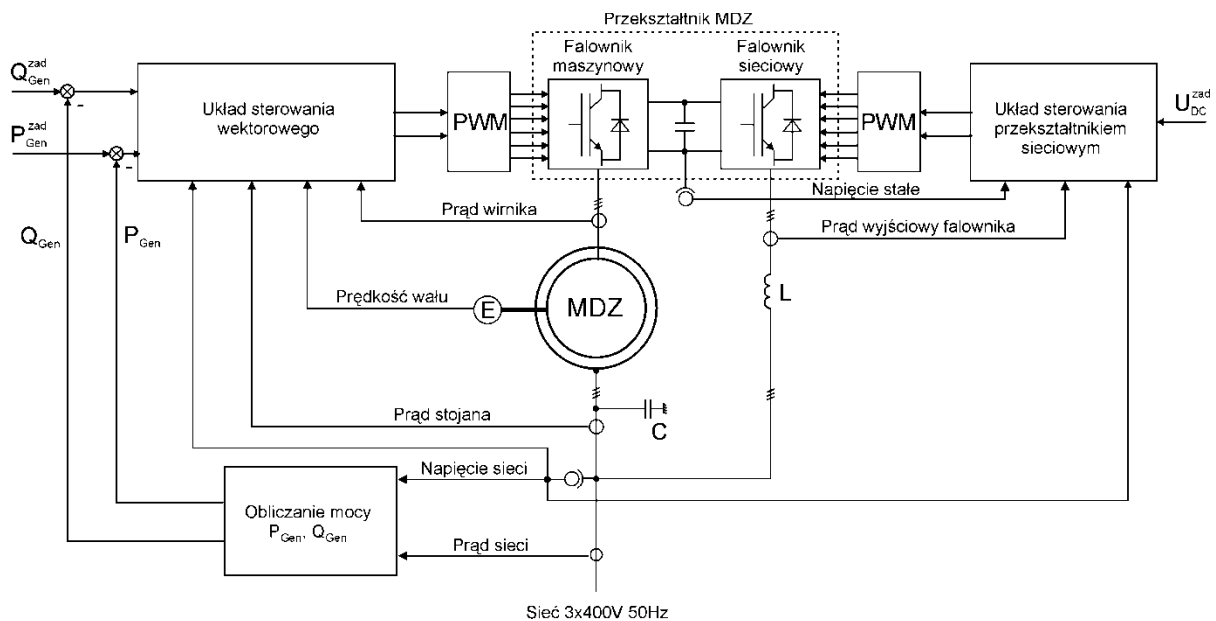 Przekształtnik MDZ
Falownik
maszynowy
Falownik
sieciowy
Q zad Gen
P zad Gen
Układ sterowania
wektorowego
PWM
PWM
Układ sterowania
przekształtnikiem
sieciowym
U zad DC
-
-
Napięcie stałe
Prąd wirnika
Prąd wyjściowy falownika
Q Gen
P Gen
Prędkość wału
E
MDZ
L
Prąd stojana
C
Napięcie sieci
Obliczanie mocy
P Gen, Q Gen
Prąd sieci
Sieć 3x400V 50Hz